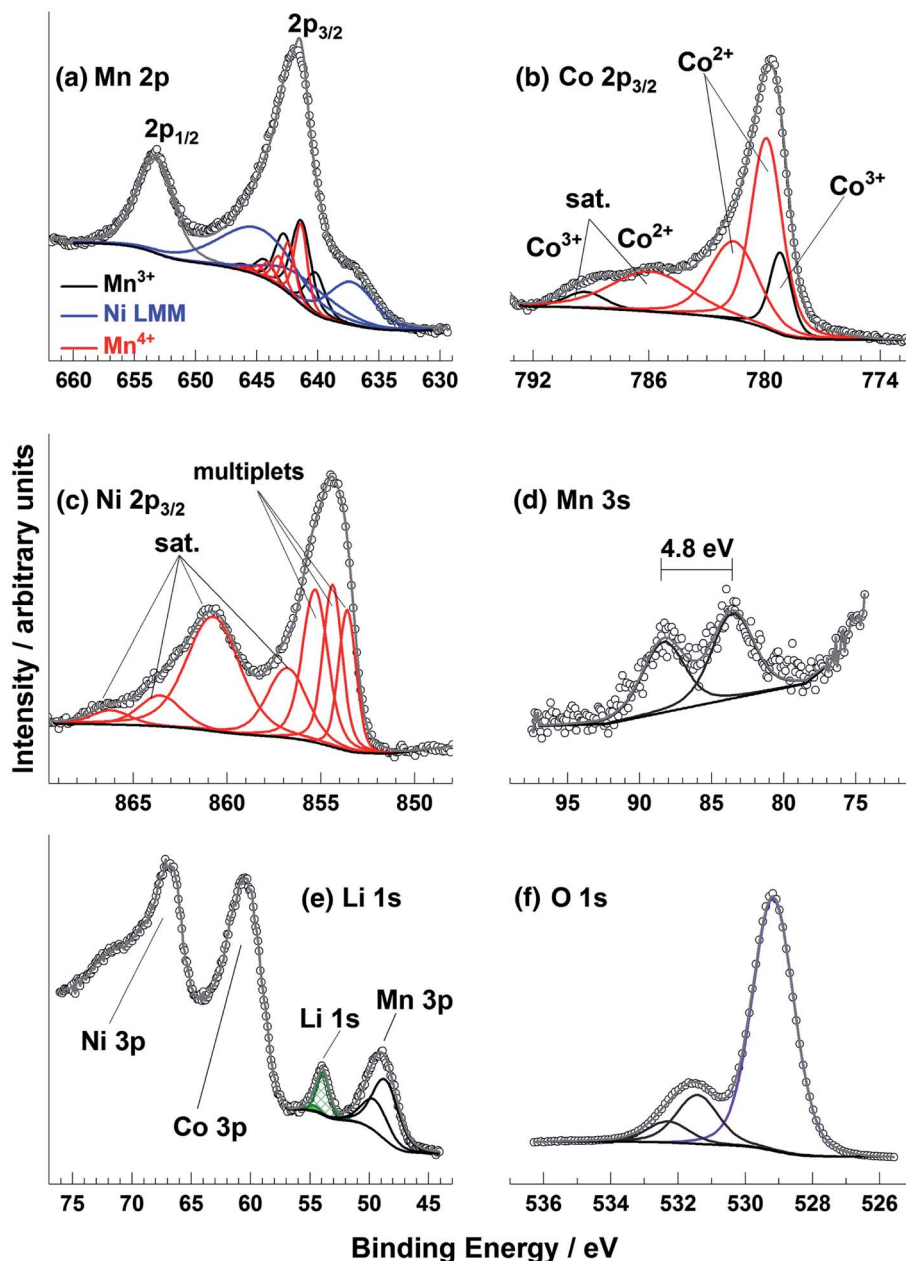 (a) Mn 2p
2p3/2
2p1/2
Mn3+
Ni LMM
Mn4+
660 655 650 645 640 635 630
(b) Co 2p3/2
Co2+
Co3+
sat.
Co3+ Co2+
792 786 780 774
(c) Ni 2p3/2
multiplets
sat.
865 860 855 850
(d) Mn 3s
4.8 eV
95 90 85 80 75
(e) Li 1s
Mn 3p
Li 1s
Ni 3p
Co 3p
75 70 65 60 55 50 45
(f) O 1s
536 534 532 530 528 526
Intensity / arbitrary units
Binding Energy / eV